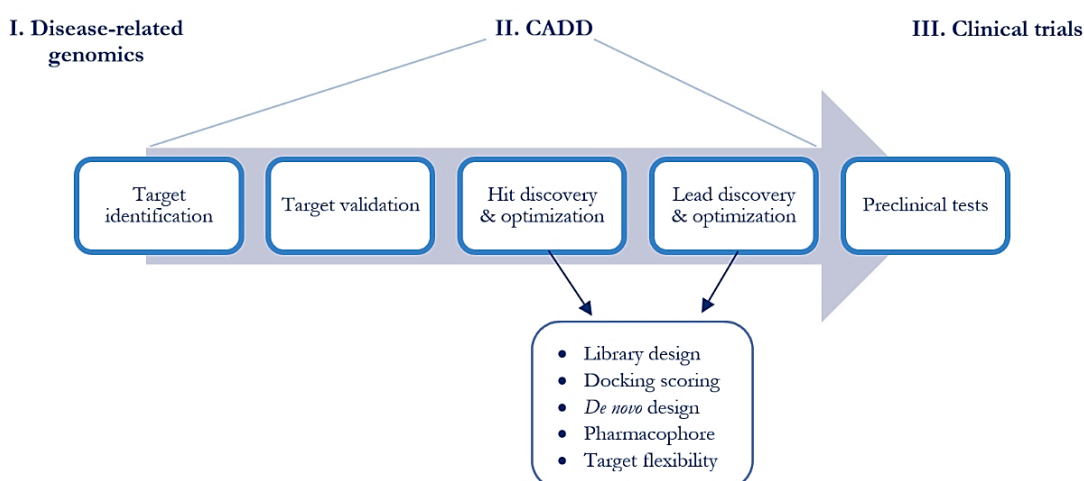 I. Disease-related
genomics
II. CADD
III. Clinical trials
Target
identification
Target validation
Hit discovery
& optimization
Lead discovery
& optimization
Preclinical tests
• Library design
• Docking scoring
• De novo design
• Pharmacophore
• Target flexibility